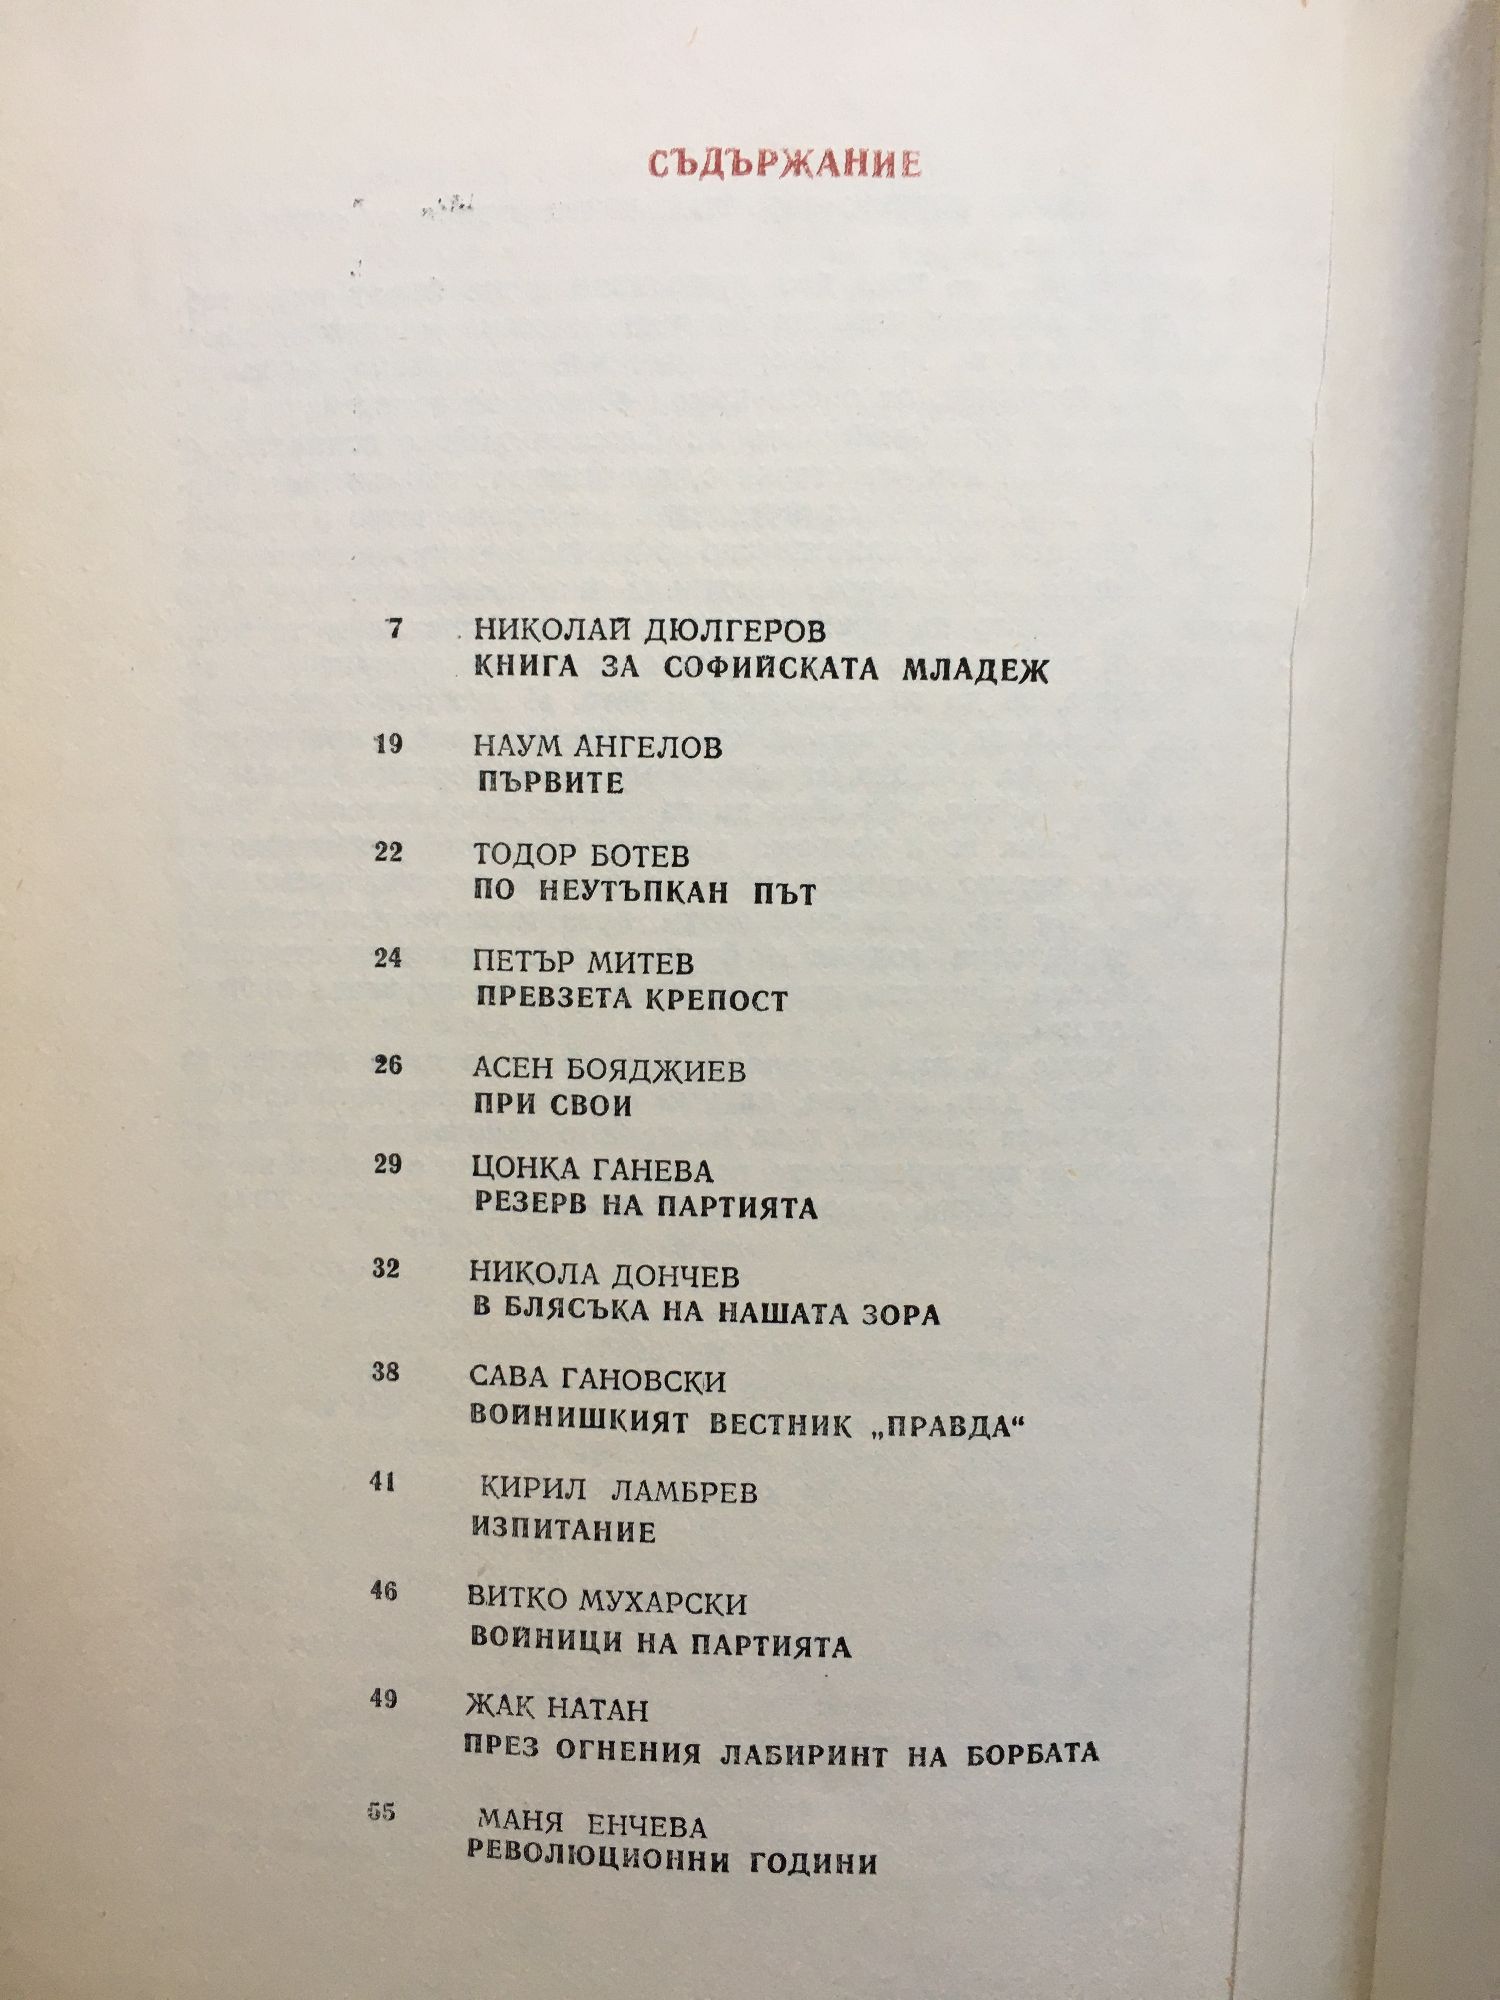 СЪДЪРЖАНИЕ
7 НИКОЛАЙ ДЮЛГЕРОВ
КНИГА ЗА СОФИЙСКАТА МЛАДЕЖ
19 НАУМ АНГЕЛОВ
ПЪРВИТЕ
22 ТОДОР БОТЕВ
ПО НЕУТЪПКАН ПЪТ
24 ПЕТЪР МИТЕВ
ПРЕВЗЕТА КРЕПОСТ
26 АСЕН БОЯДЖИЕВ
ПРИ СВОИ
29 ЦОНКА ГАНЕВА
РЕЗЕРВ НА ПАРТИЯТА
32 НИКОЛА ДОНЧЕВ
В БЛЯСЪКА НА НАШАТА ЗОРА
38 САВА ГАНОВСКИ
ВОЙНИШКИЯТ ВЕСТНИК „ПРАВДА“
41 КИРИЛ ЛАМБРЕВ
ИЗПИТАНИЕ
46 ВИТКО МУХАРСКИ
ВОЙНИЦИ НА ПАРТИЯТА
49 ЖАК НАТАН
ПРЕЗ ОГНЕНИЯ ЛАБИРИНТ НА БОРБАТА
55 МАНЯ ЕНЧЕВА
РЕВОЛЮЦИОННИ ГОДИНИ